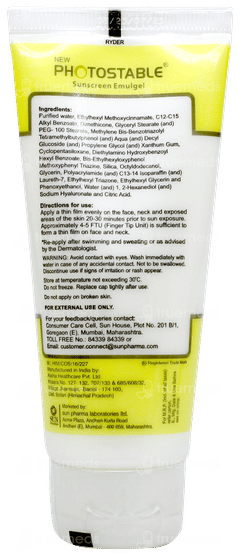 RYDER
NEW
PHOTOSTABLE®
Sunscreen Emulgel
Ingredients:
Purified water, Ethylhexyl Methoxycinnamate, C12-C15
Alkyl Benzoate, Dimethicone, Glyceryl Stearate (and)
PEG- 100 Stearate, Methylene Bis-Benzotriazolyl
Tetramethylbutylphenol (and) Aqua (and) Decyl
Glucoside (and) Propylene Glycol (and) Xanthum Gum,
Cyclopentasiloxane, Diethylamino Hydroxybenzoyl
Hexyl Benzoate, Bis-Ethylhexyloxyphenol
Methoxyphenyl Triazine, Silica, Octyldodecanol,
Glycerin, Polyacrylamide (and) C13-14 Isoparaffin (and)
Laureth-7, Ethylhexyl Triazone, Ethylhexyl Glycerin and
Phenoxyethanol, Water (and) 1, 2-Hexanediol (and)
Sodium Hyaluronate and Citric Acid.
Directions for use:
Apply a thin film evenly on the face, neck and exposed
areas of the skin 20-30 minutes prior to sun exposure.
Approximately 4-5 FTU (Finger Tip Unit) is sufficient to
form a thin film on face and neck.
*Re-apply after swimming and sweating or as advised
by the Dermatologist.
WARNING: Avoid contact with eyes. Wash immediately with
water in case of any accidental contact. Not to be swallowed.
Discontinue use if signs of irritation or rash appear.
Store at temperature not exceeding 30°C.
Do not freeze. Replace cap tightly after use.
Do not apply on broken skin.
FOR EXTERNAL USE ONLY.
For your feedback/queries contact:
Consumer Care Cell, Sun House, Plot No. 201 B/1,
Goregaon (E), Mumbai, Maharashtra,
TOLL FREE No.: 84339 84339 or
Email: customer.connect@sunpharma.com
Manufactured in India by:
Aisha Healthcare Pvt. Ltd.
® Registered Trade Mark
Marketed by
sun pharma laboratories ltd.
Acme Plaza, Andheri Kurla Road
Andheri (E), Mumbai - 400 059, Maharashtra.